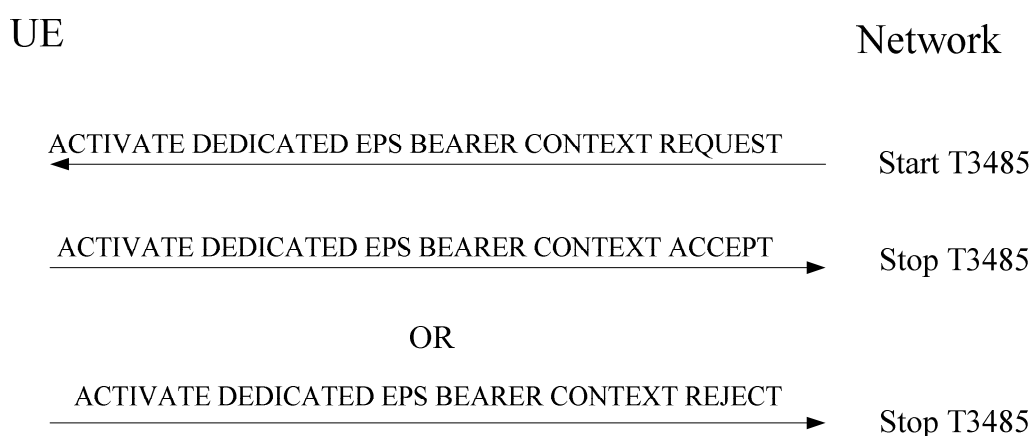 UE
Network
ACTIVATE DEDICATED EPS BEARER CONTEXT REQUEST
Start T3485
ACTIVATE DEDICATED EPS BEARER CONTEXT ACCEPT
Stop T3485
OR
ACTIVATE DEDICATED EPS BEARER CONTEXT REJECT
Stop T3485